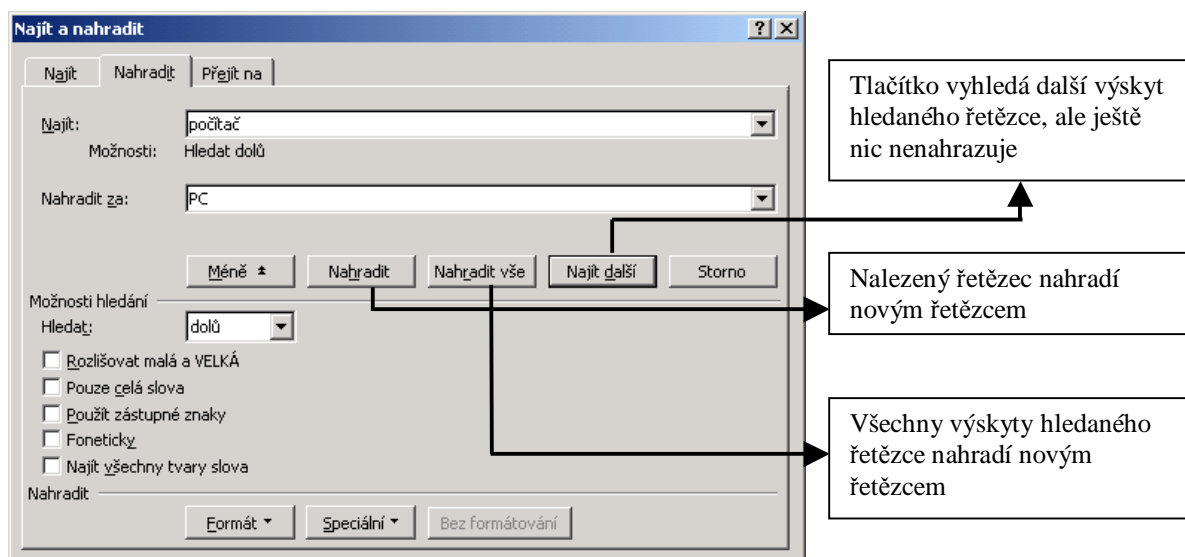 Najít a nahradit
Najít Nahradit Přejít na
Najít: počítač
Možnosti: Hledat dolů
Nahradit za: PC
Méně Nahradit Nahradit vše Najít další Storno
Možnosti hledání
Hledat: dolů
Rozlišovat malá a VELKÁ
Pouze celá slova
Použít zástupné znaky
Foneticky
Najít všechny tvary slova
Nahradit
Formát Speciální Bez formátování
Tlačítko vyhledá další výskyt
hledaného řetězce, ale ještě
nic nenahrazuje
Nalezený řetězec nahradí
novým řetězcem
Všechny výskyty hledaného
řetězce nahradí novým
řetězcem